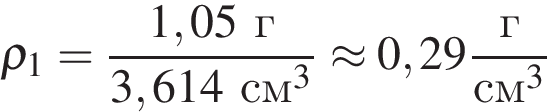 ρ₁ = 1,05 г / 3,614 см³ ≈ 0,29 г / см³